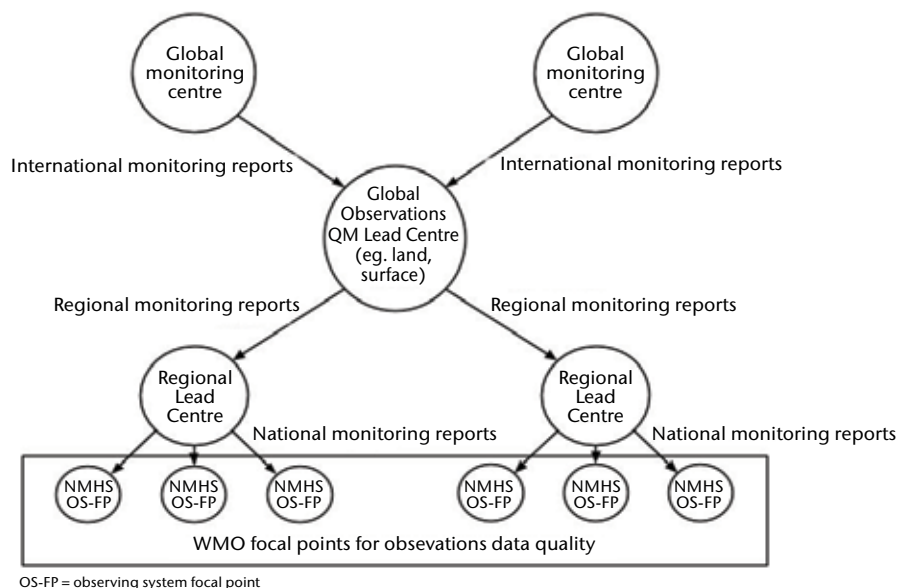 Global
monitoring
centre
Global
monitoring
centre
International monitoring reports
International monitoring reports
Global
Observations
QM Lead Centre
(eg. land,
surface)
Regional monitoring reports
Regional monitoring reports
Regional
Lead
Centre
Regional
Lead
Centre
National monitoring reports
National monitoring reports
NMHS
OS-FP
NMHS
OS-FP
NMHS
OS-FP
NMHS
OS-FP
NMHS
OS-FP
NMHS
OS-FP
WMO focal points for obsevations data quality
OS-FP = observing system focal point